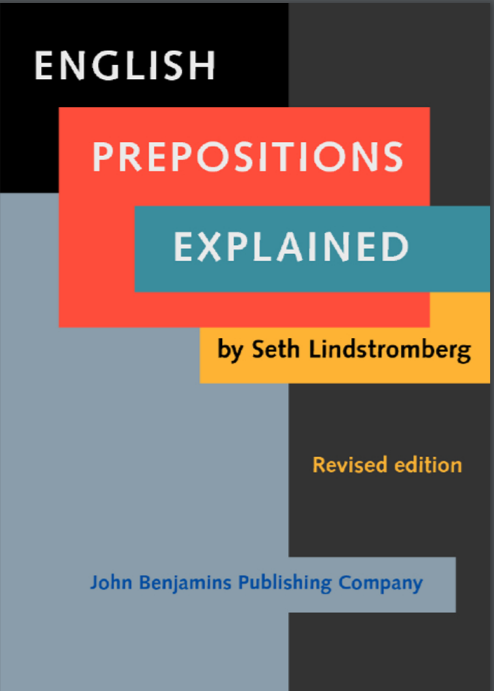 ENGLISH
PREPOSITIONS
EXPLAINED
by Seth Lindstromberg
Revised edition
John Benjamins Publishing Company